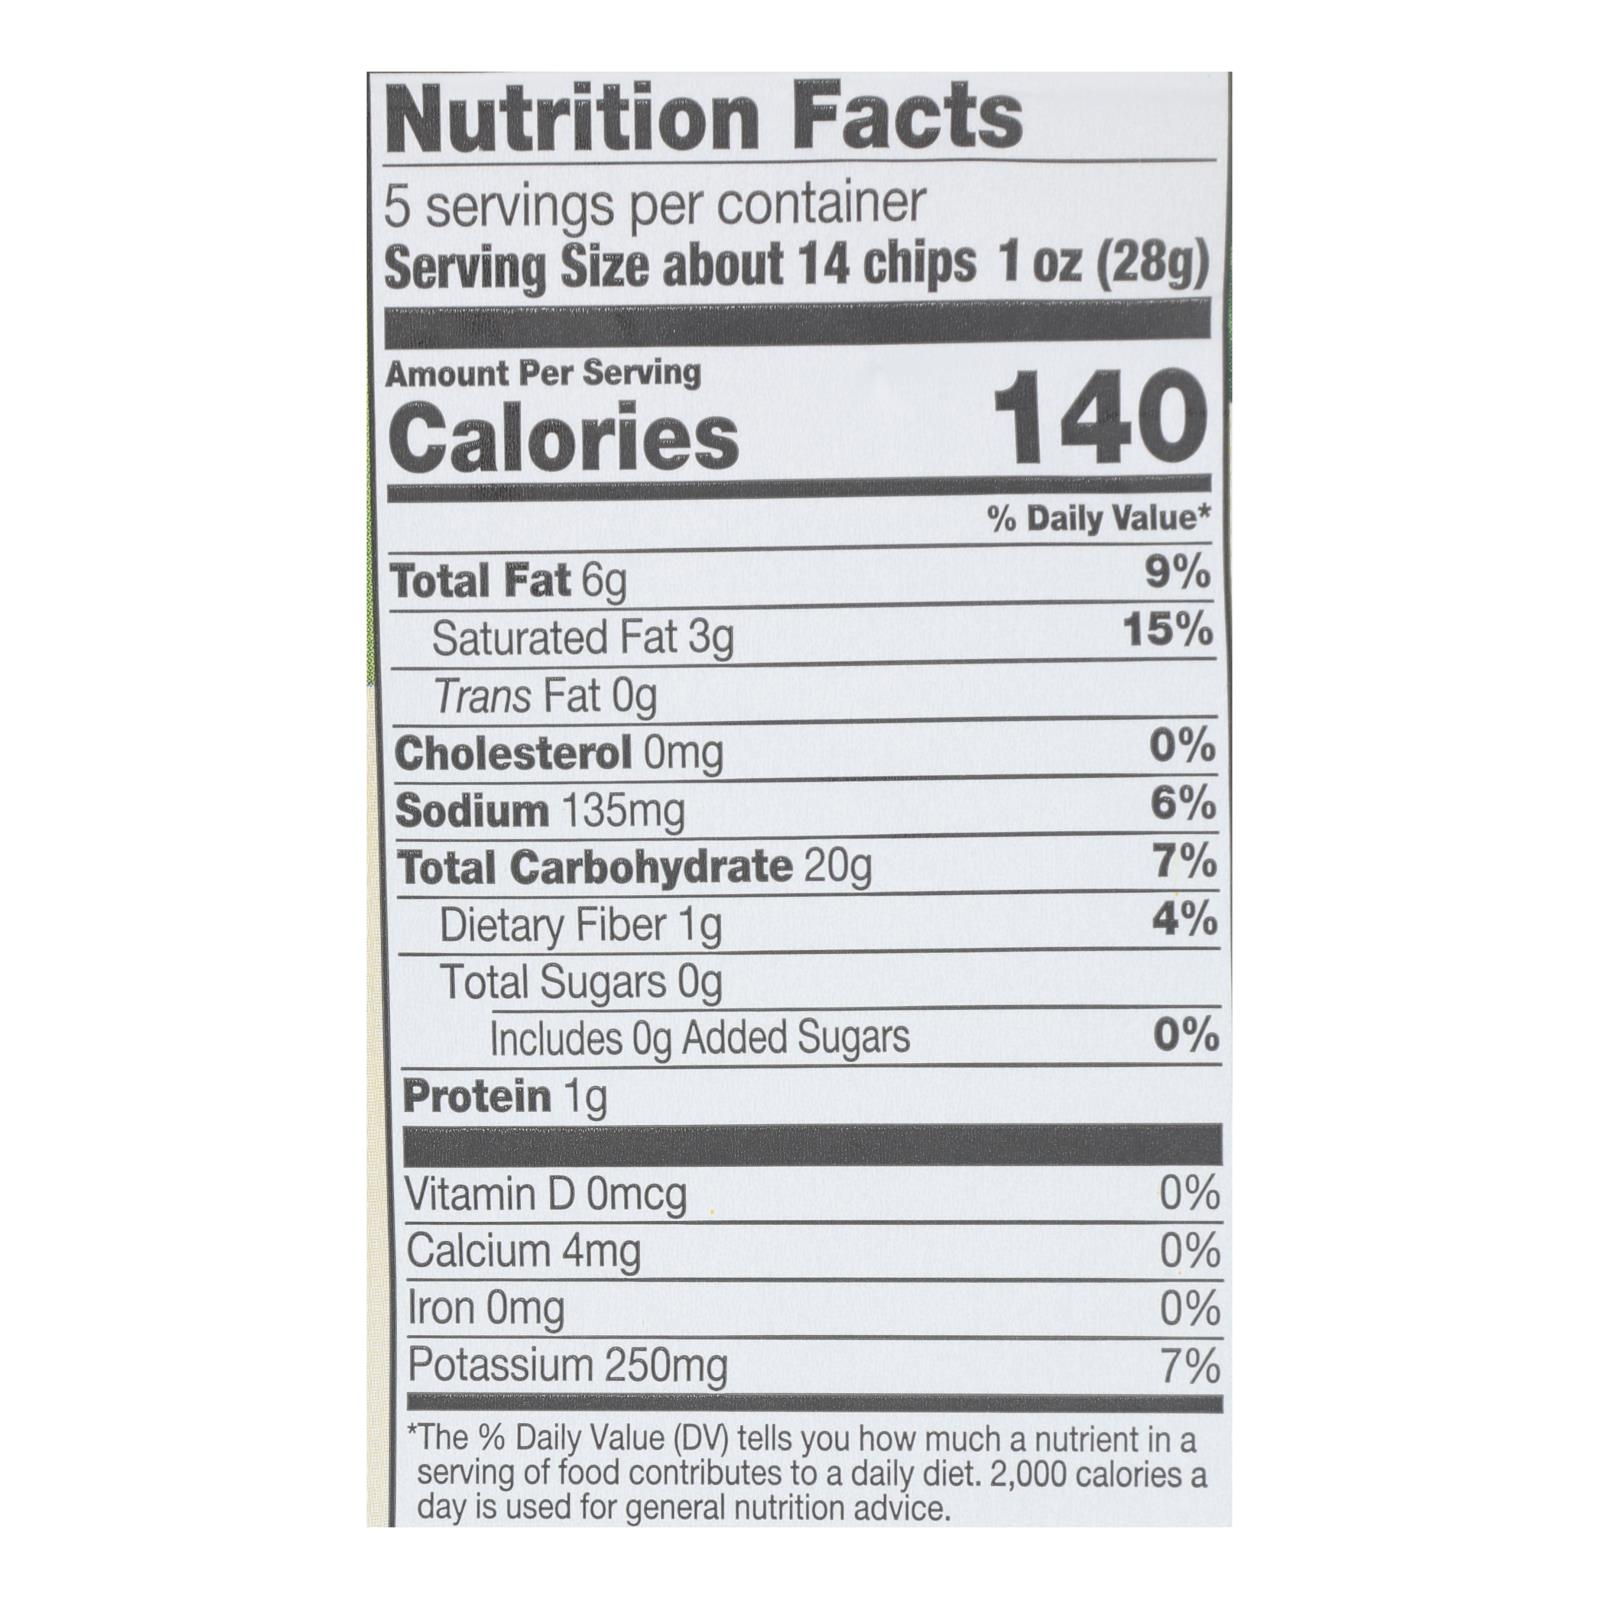 Nutrition Facts
5 servings per container
Serving Size about 14 chips 1 oz (28g)
Amount Per Serving
Calories 140
% Daily Value*
Total Fat 6g 9%
Saturated Fat 3g 15%
Trans Fat 0g
Cholesterol 0mg 0%
Sodium 135mg 6%
Total Carbohydrate 20g 7%
Dietary Fiber 1g 4%
Total Sugars 0g
Includes 0g Added Sugars 0%
Protein 1g
Vitamin D 0mcg 0%
Calcium 4mg 0%
Iron 0mg 0%
Potassium 250mg 7%
*The % Daily Value (DV) tells you how much a nutrient in a
serving of food contributes to a daily diet. 2,000 calories a
day is used for general nutrition advice.